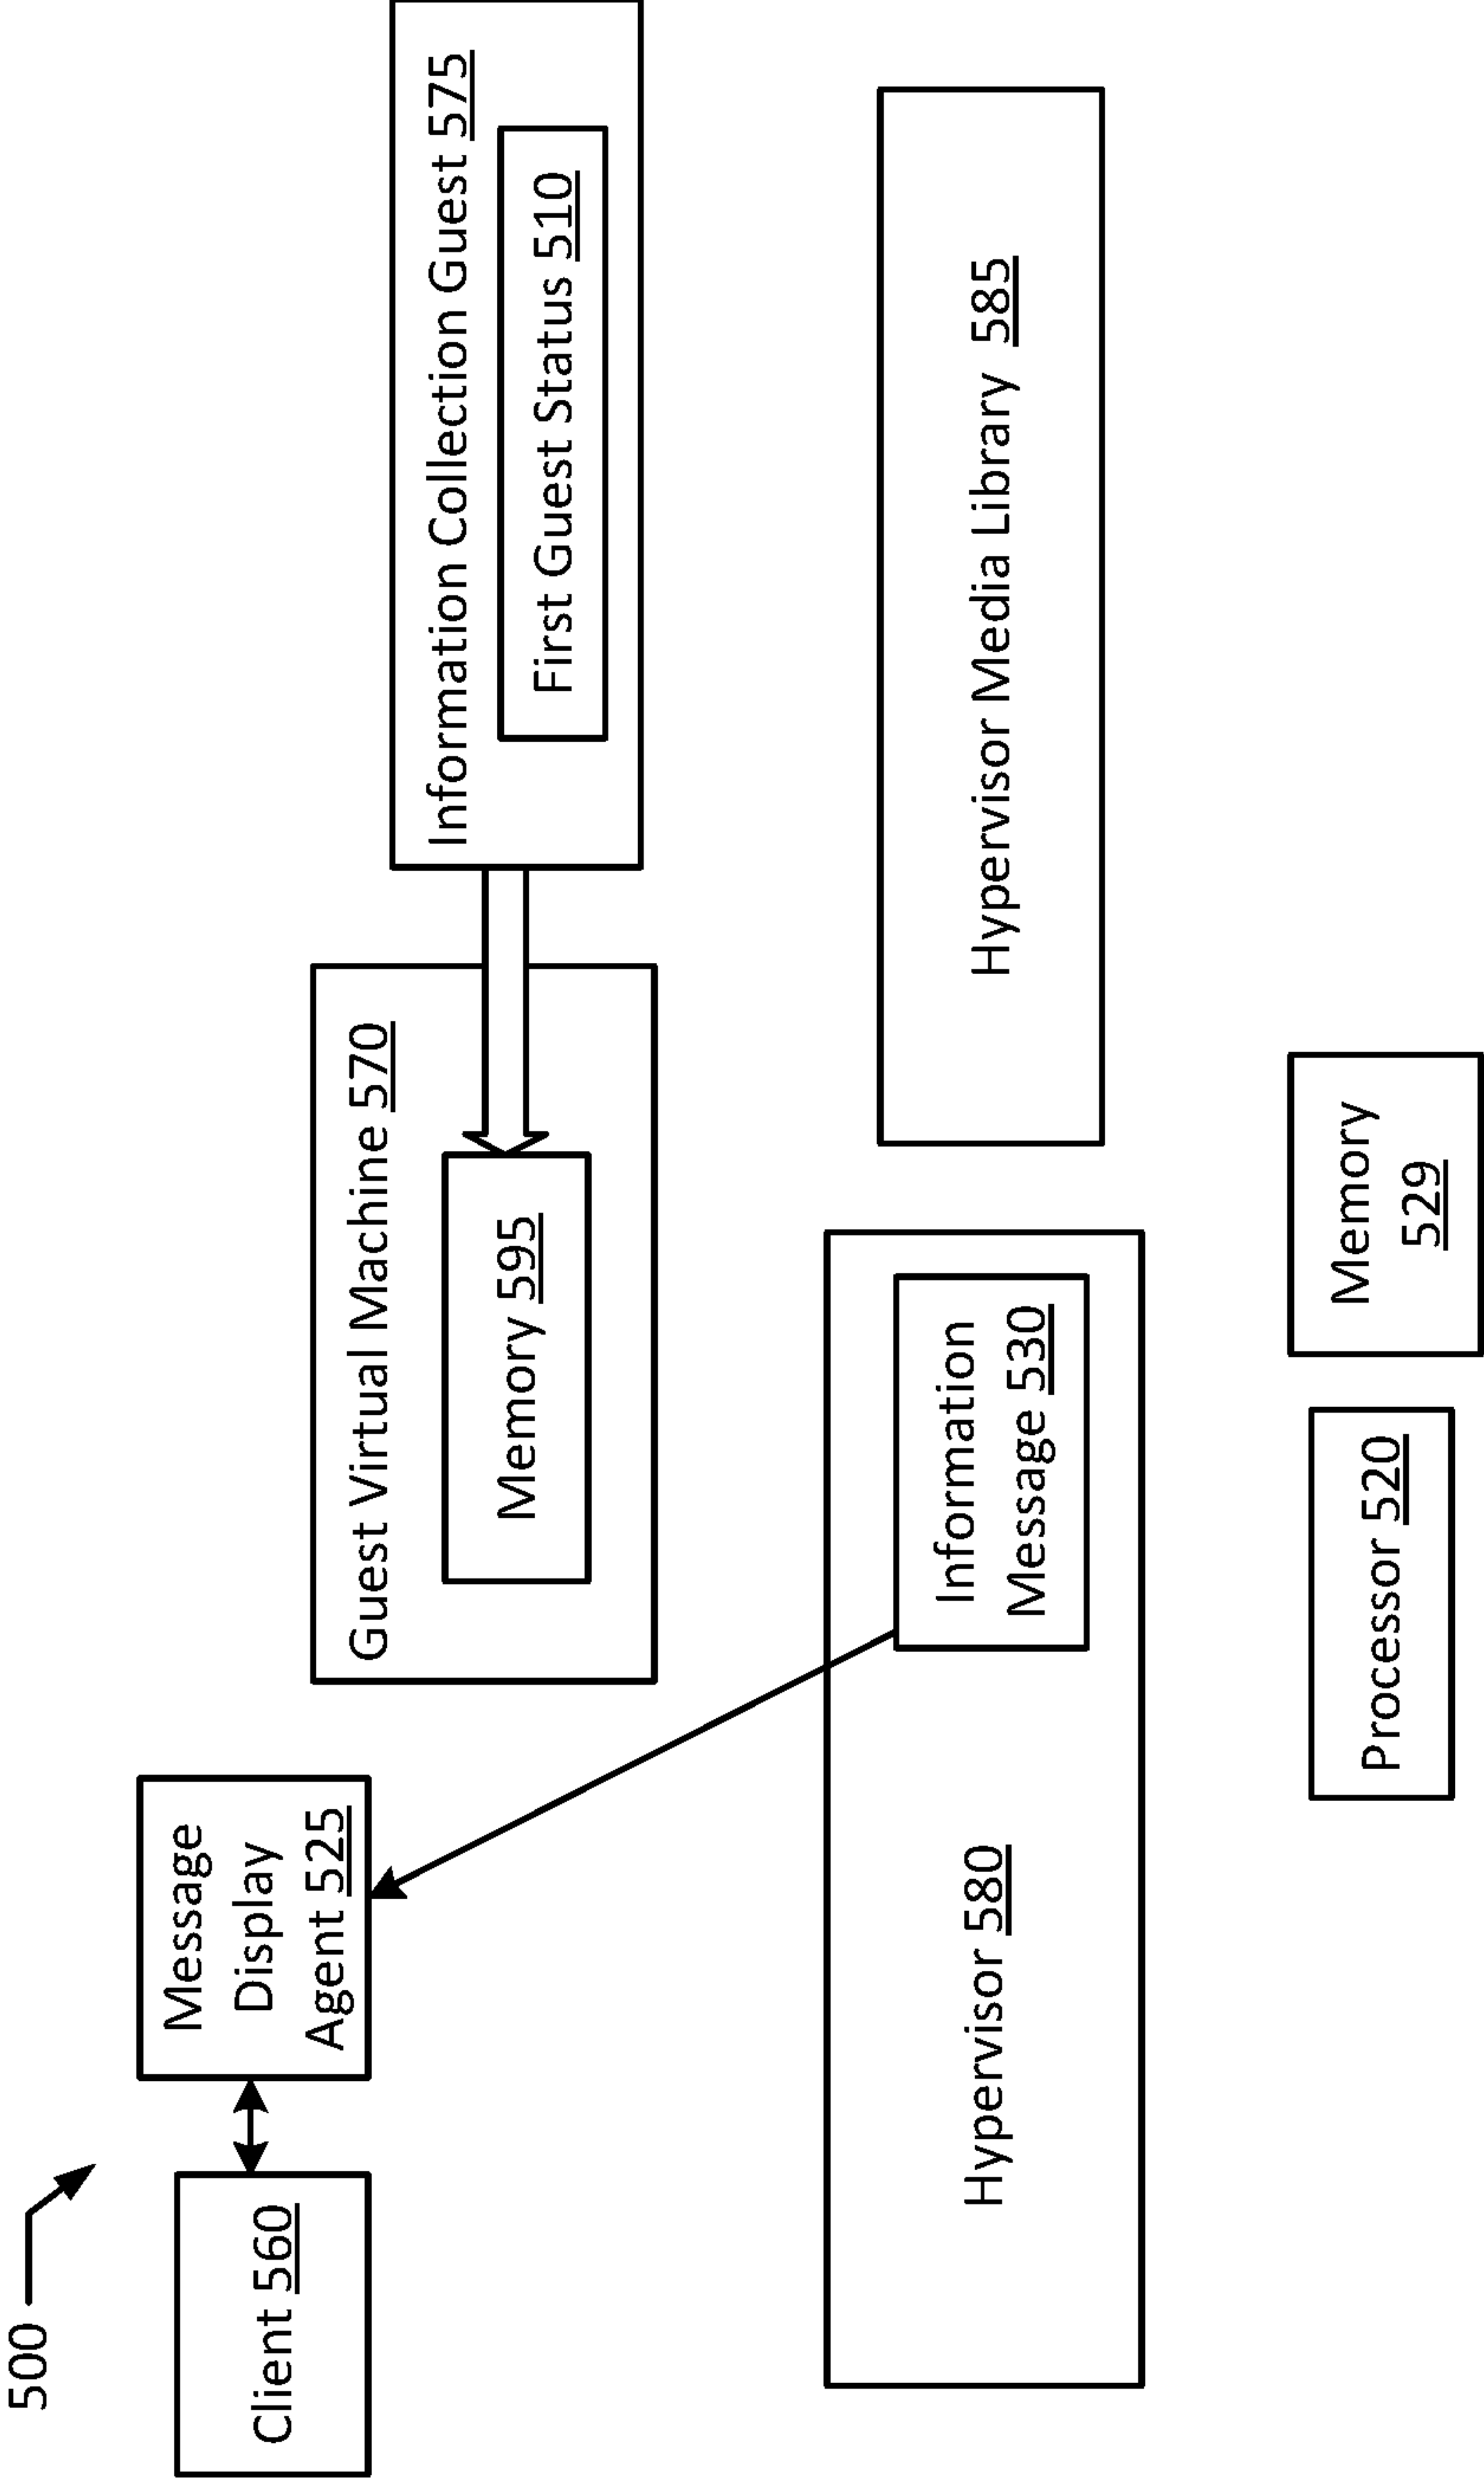 500
Client 560
Message
Display
Agent 525
Guest Virtual Machine 570
Memory 595
Information Collection Guest 575
First Guest Status 510
Hypervisor 580
Information
Message 530
Hypervisor Media Library 585
Processor 520
Memory
529